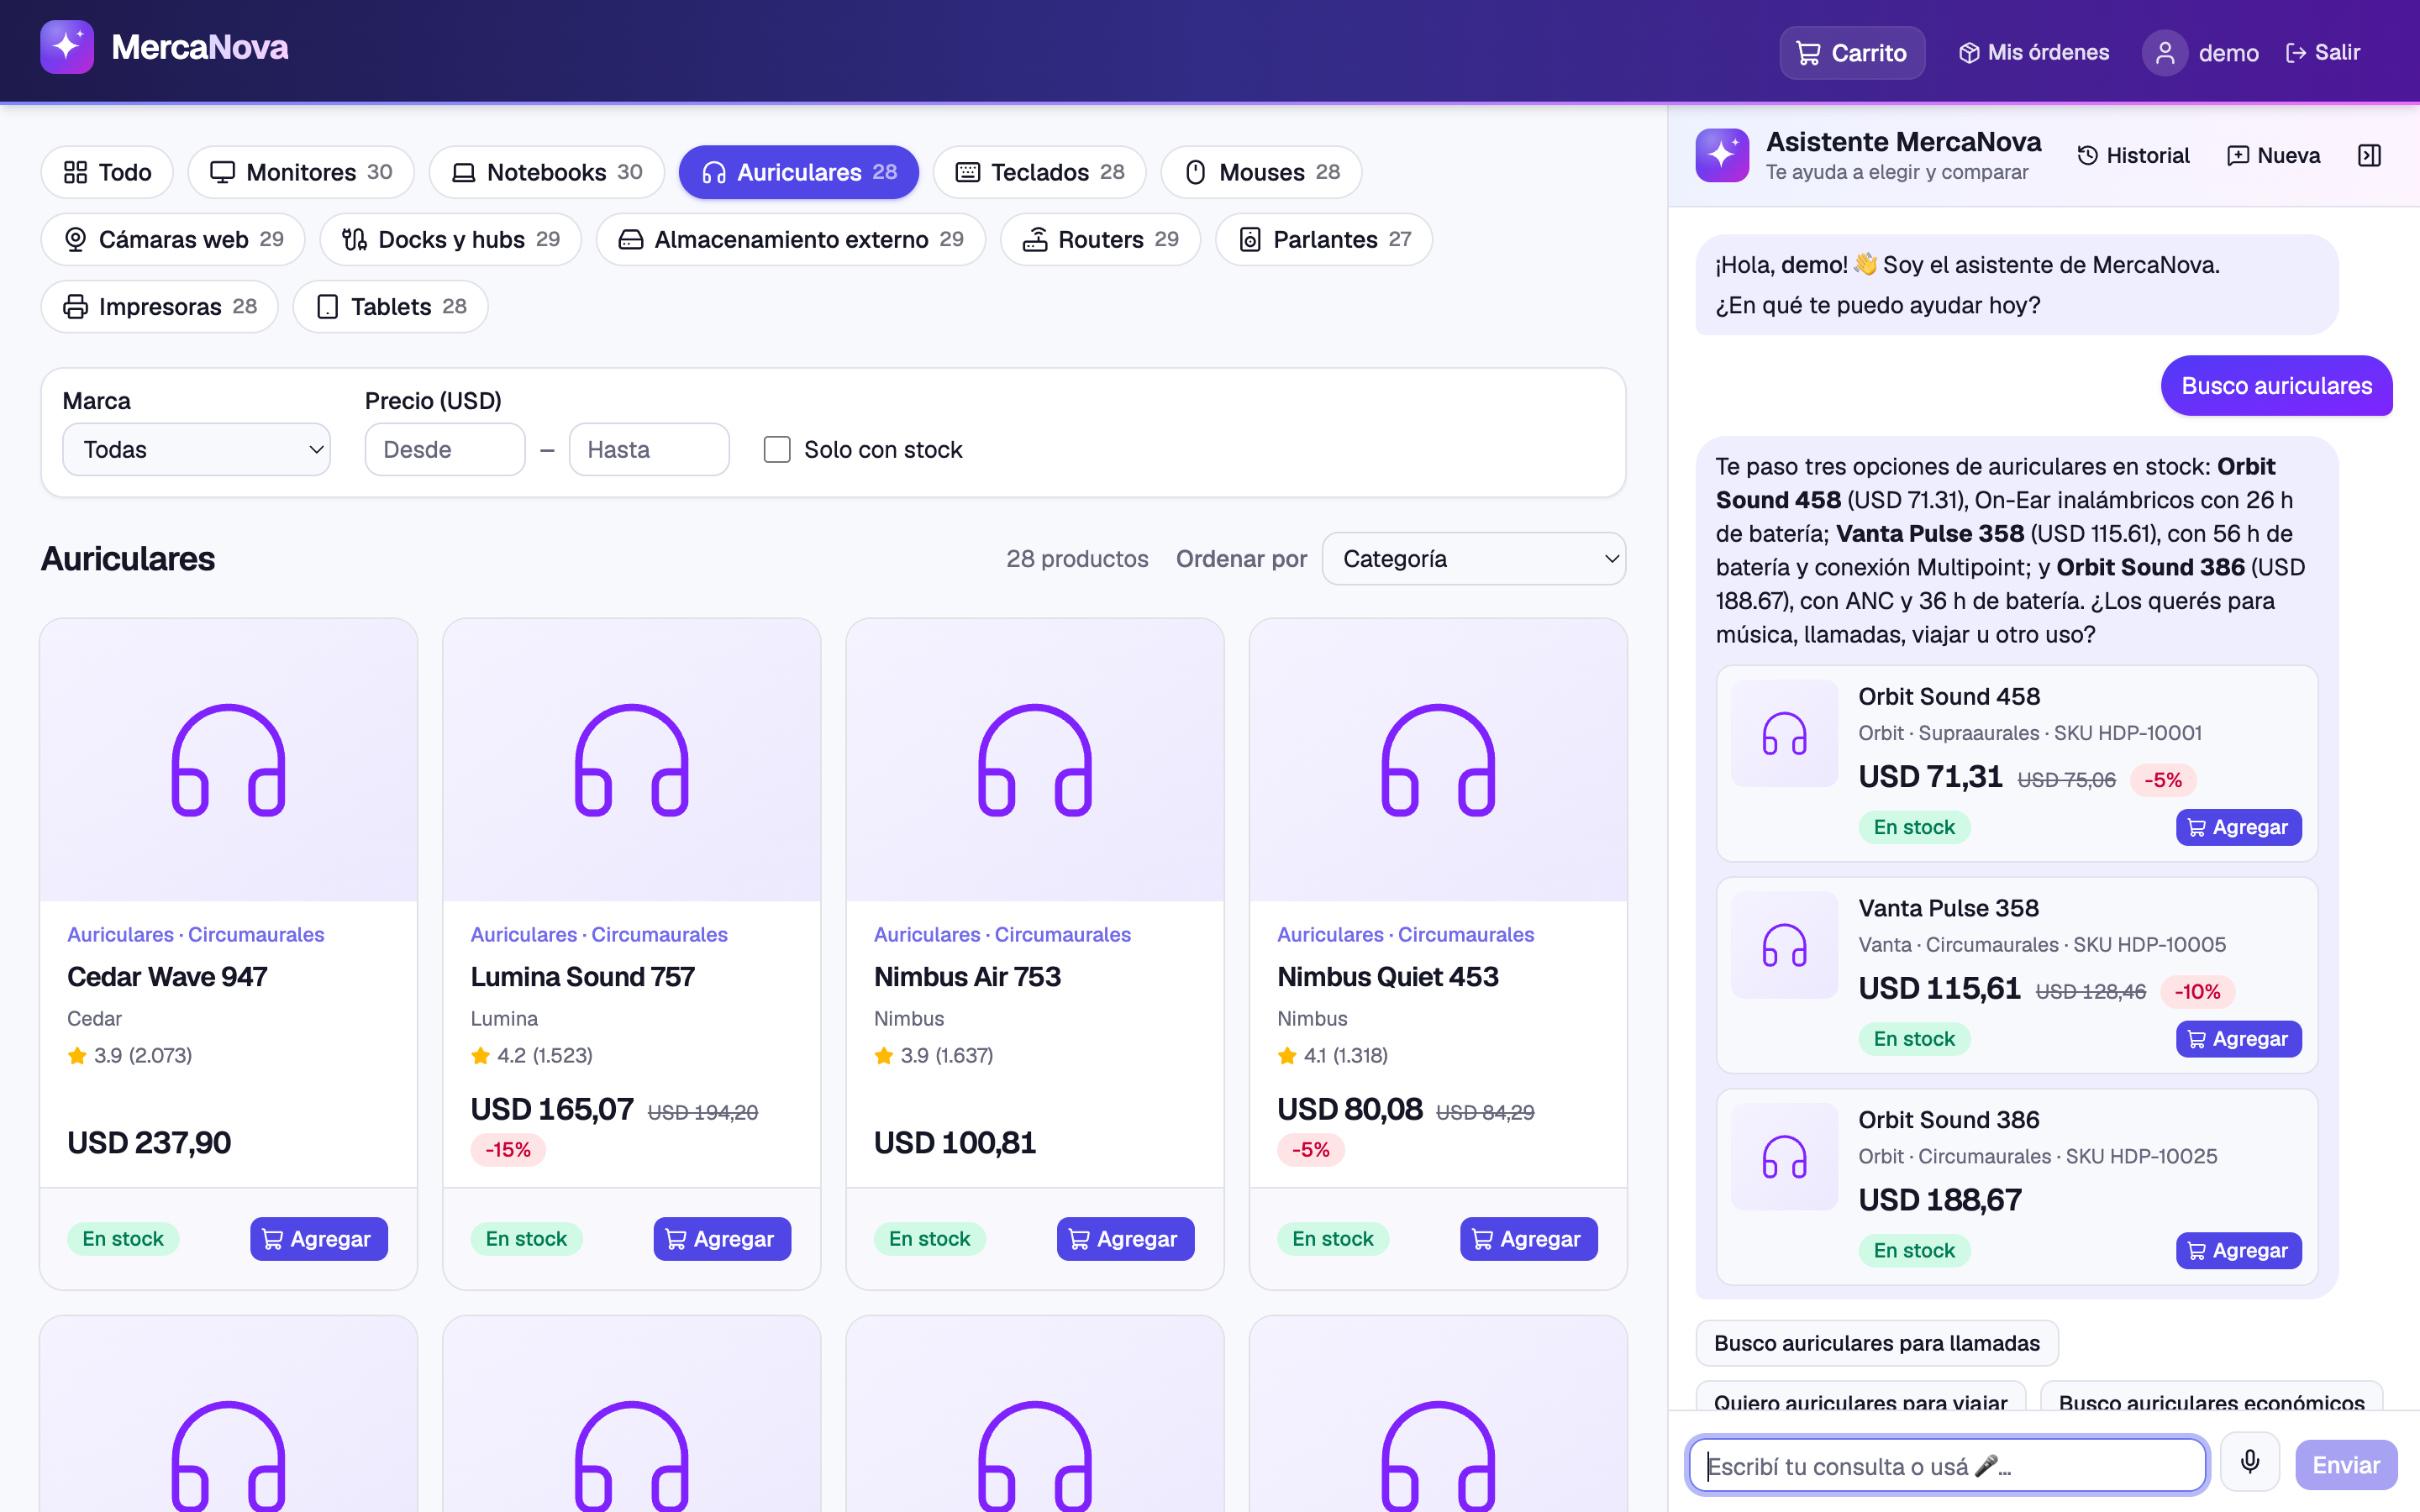 MercaNova
Carrito
Mis órdenes
demo
Salir
Todo
Monitores 30
Notebooks 30
Auriculares 28
Teclados 28
Mouses 28
Cámaras web 29
Docks y hubs 29
Almacenamiento externo 29
Routers 29
Parlantes 27
Impresoras 28
Tablets 28
Marca
Todas
Precio (USD)
Desde
–
Hasta
Solo con stock
Auriculares
28 productos
Ordenar por
Categoría
Auriculares · Circumaurales
Cedar Wave 947
Cedar
3.9 (2.073)
USD 237,90
En stock
Agregar
Auriculares · Circumaurales
Lumina Sound 757
Lumina
4.2 (1.523)
USD 165,07 USD 194,20
-15%
En stock
Agregar
Auriculares · Circumaurales
Nimbus Air 753
Nimbus
3.9 (1.637)
USD 100,81
En stock
Agregar
Auriculares · Circumaurales
Nimbus Quiet 453
Nimbus
4.1 (1.318)
USD 80,08 USD 84,29
-5%
En stock
Agregar
Asistente MercaNova
Te ayuda a elegir y comparar
Historial
Nueva
¡Hola, demo! 👋 Soy el asistente de MercaNova.
¿En qué te puedo ayudar hoy?
Busco auriculares
Te paso tres opciones de auriculares en stock: Orbit
Sound 458 (USD 71.31), On-Ear inalámbricos con 26 h
de batería; Vanta Pulse 358 (USD 115.61), con 56 h de
batería y conexión Multipoint; y Orbit Sound 386 (USD
188.67), con ANC y 36 h de batería. ¿Los querés para
música, llamadas, viajar u otro uso?
Orbit Sound 458
Orbit · Supraaurales · SKU HDP-10001
USD 71,31 USD 75,06 -5%
En stock
Agregar
Vanta Pulse 358
Vanta · Circumaurales · SKU HDP-10005
USD 115,61 USD 128,46 -10%
En stock
Agregar
Orbit Sound 386
Orbit · Circumaurales · SKU HDP-10025
USD 188,67
En stock
Agregar
Busco auriculares para llamadas
Quiero auriculares para viajar
Busco auriculares económicos
Escribí tu consulta o usá 🎤...
Enviar